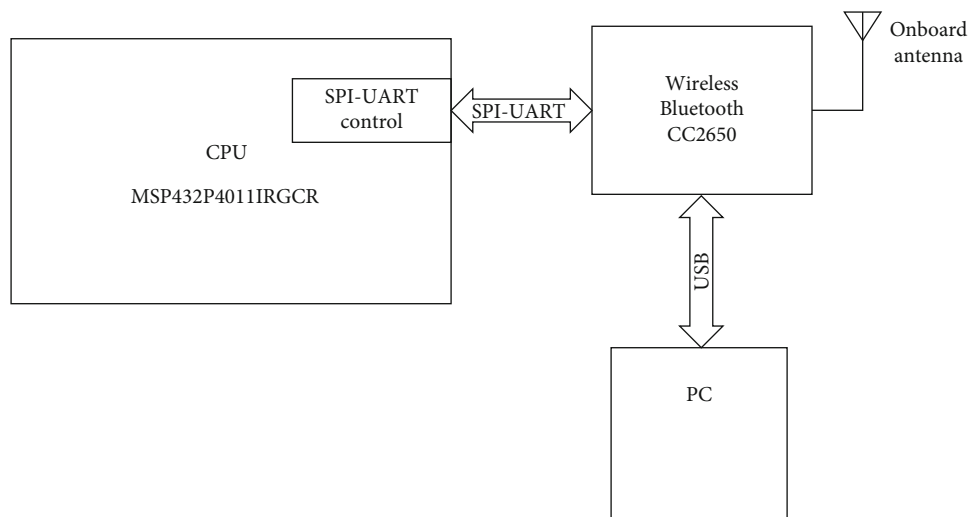 SPI-UART
control
CPU
MSP432P4011IRGCR
SPI-UART
Wireless
Bluetooth
CC2650
Onboard
antenna
USB
PC